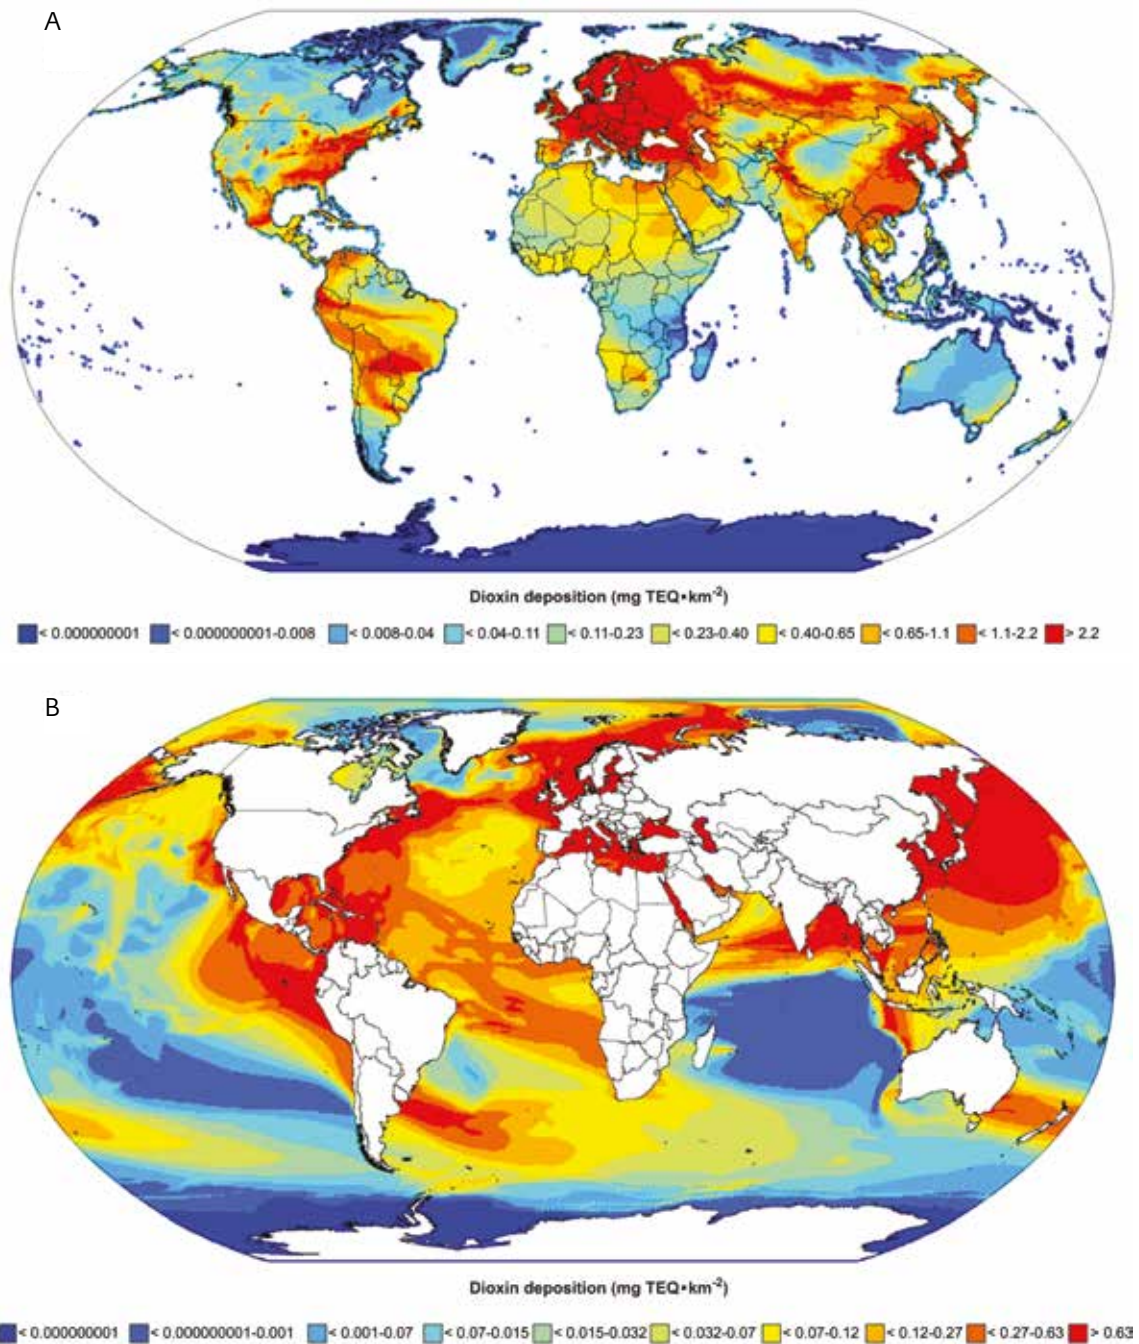 A
Dioxin deposition (mg TEQ•km-2)
< 0.000000001 < 0.000000001-0.008 < 0.008-0.04 < 0.04-0.11 < 0.11-0.23 < 0.23-0.40 < 0.40-0.65 < 0.65-1.1 < 1.1-2.2 > 2.2
B
Dioxin deposition (mg TEQ•km-2)
< 0.000000001 < 0.000000001-0.001 < 0.001-0.07 < 0.07-0.015 < 0.015-0.032 < 0.032-0.07 < 0.07-0.12 < 0.12-0.27 < 0.27-0.63 > 0.63